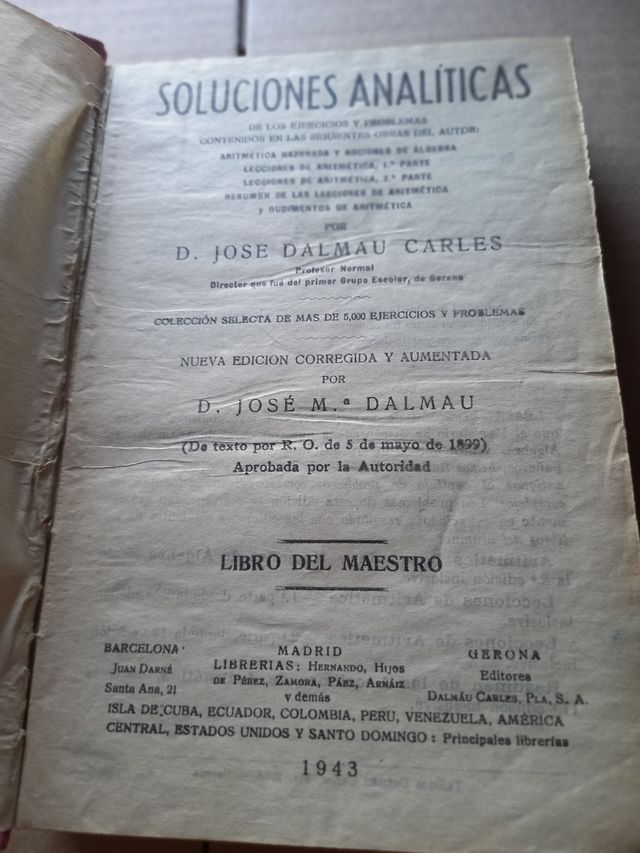 SOLUCIONES ANALÍTICAS
DE LOS EJERCICIOS Y PROBLEMAS
CONTENIDOS EN LAS SIGUIENTES OBRAS DEL AUTOR:
ARITMÉTICA RAZONADA Y NOCIONES DE ÁLGEBRA
LECCIONES DE ARITMÉTICA, 1.ª PARTE
LECCIONES DE ARITMÉTICA, 2.ª PARTE
RESUMEN DE LAS LECCIONES DE ARITMÉTICA
y RUDIMENTOS DE ARITMÉTICA
POR
D. JOSE DALMAU CARLES
Profesor Normal
Director que fué del primer Grupo Escolar, de Gerona
COLECCIÓN SELECTA DE MAS DE 5,000 EJERCICIOS Y PROBLEMAS
NUEVA EDICION CORREGIDA Y AUMENTADA
POR
D. JOSÉ M.ª DALMAU
(De texto por R. O. de 5 de mayo de 1899)
Aprobada por la Autoridad
LIBRO DEL MAESTRO
BARCELONA
JUAN DARNÉ
Santa Ana, 21
MADRID
LIBRERIAS: HERNANDO, HIJOS
DE PÉREZ, ZAMORA, PÁEZ, ARNÁIZ
y demás
GERONA
Editores
DALMÁU CARLES, PLA, S. A.
ISLA DE CUBA, ECUADOR, COLOMBIA, PERU, VENEZUELA, AMÉRICA
CENTRAL, ESTADOS UNIDOS Y SANTO DOMINGO: Principales librerías
1943